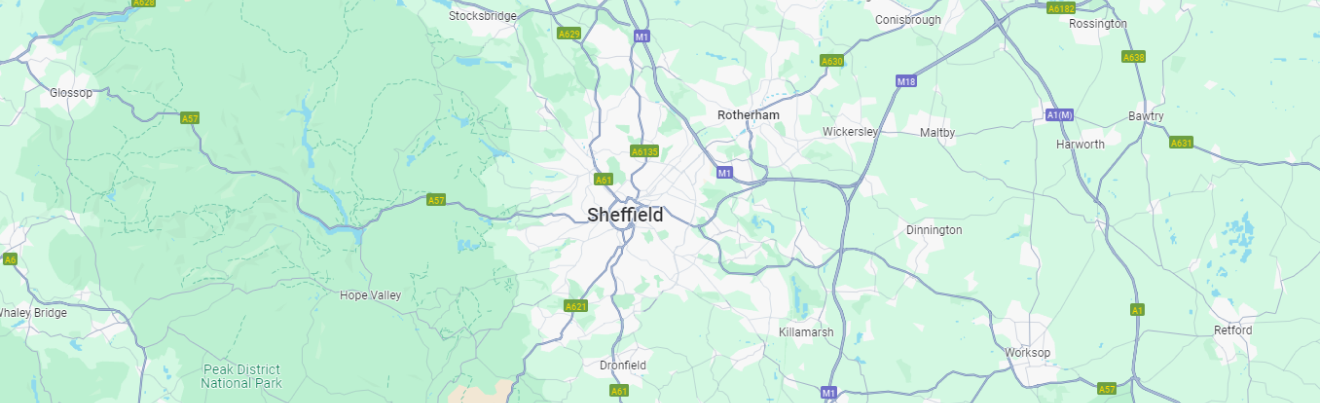 A628
Stocksbridge
A629
M1
Conisbrough
A6182
Rossington
A638
A630
M18
Glossop
A57
Rotherham
Wickersley
Maltby
A1(M)
Bawtry
Harworth
A631
A6135
M1
A61
A57
Sheffield
Dinnington
A6
Hope Valley
Whaley Bridge
A621
Killamarsh
A1
Retford
Worksop
Dronfield
Peak District
National Park
A61
M1
A57